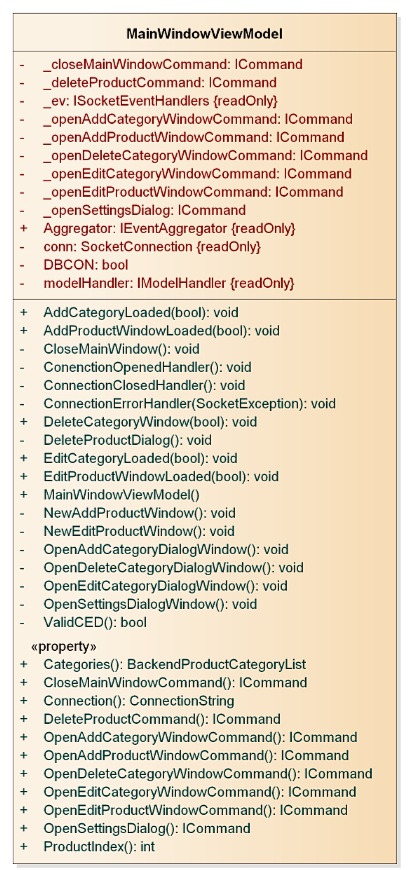 MainWindowViewModel
- _closeMainWindowCommand: ICommand
- _deleteProductCommand: ICommand
- _ev: ISocketEventHandlers {readOnly}
- _openAddCategoryWindowCommand: ICommand
- _openAddProductWindowCommand: ICommand
- _openDeleteCategoryWindowCommand: ICommand
- _openEditCategoryWindowCommand: ICommand
- _openEditProductWindowCommand: ICommand
- _openSettingsDialog: ICommand
+ Aggregator: IEventAggregator {readOnly}
- conn: SocketConnection {readOnly}
- DBCON: bool
- modelHandler: IModelHandler {readOnly}
+ AddCategoryLoaded(bool): void
+ AddProductWindowLoaded(bool): void
- CloseMainWindow(): void
- ConenctionOpenedHandler(): void
- ConnectionClosedHandler(): void
- ConnectionErrorHandler(SocketException): void
+ DeleteCategoryWindow(bool): void
- DeleteProductDialog(): void
+ EditCategoryLoaded(bool): void
+ EditProductWindowLoaded(bool): void
+ MainWindowViewModel()
- NewAddProductWindow(): void
- NewEditProductWindow(): void
- OpenAddCategoryDialogWindow(): void
- OpenDeleteCategoryDialogWindow(): void
- OpenEditCategoryDialogWindow(): void
- OpenSettingsDialogWindow(): void
- ValidCED(): bool
«property»
+ Categories(): BackendProductCategoryList
+ CloseMainWindowCommand(): ICommand
+ Connection(): ConnectionString
+ DeleteProductCommand(): ICommand
+ OpenAddCategoryWindowCommand(): ICommand
+ OpenAddProductWindowCommand(): ICommand
+ OpenDeleteCategoryWindowCommand(): ICommand
+ OpenEditCategoryWindowCommand(): ICommand
+ OpenEditProductWindowCommand(): ICommand
+ OpenSettingsDialog(): ICommand
+ ProductIndex(): int